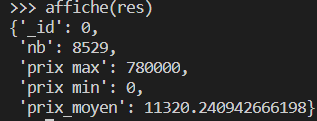 >>> affiche(res)
{'_id': 0,
 'nb': 8529,
 'prix max': 780000,
 'prix min': 0,
 'prix_moyen': 11320.240942666198}